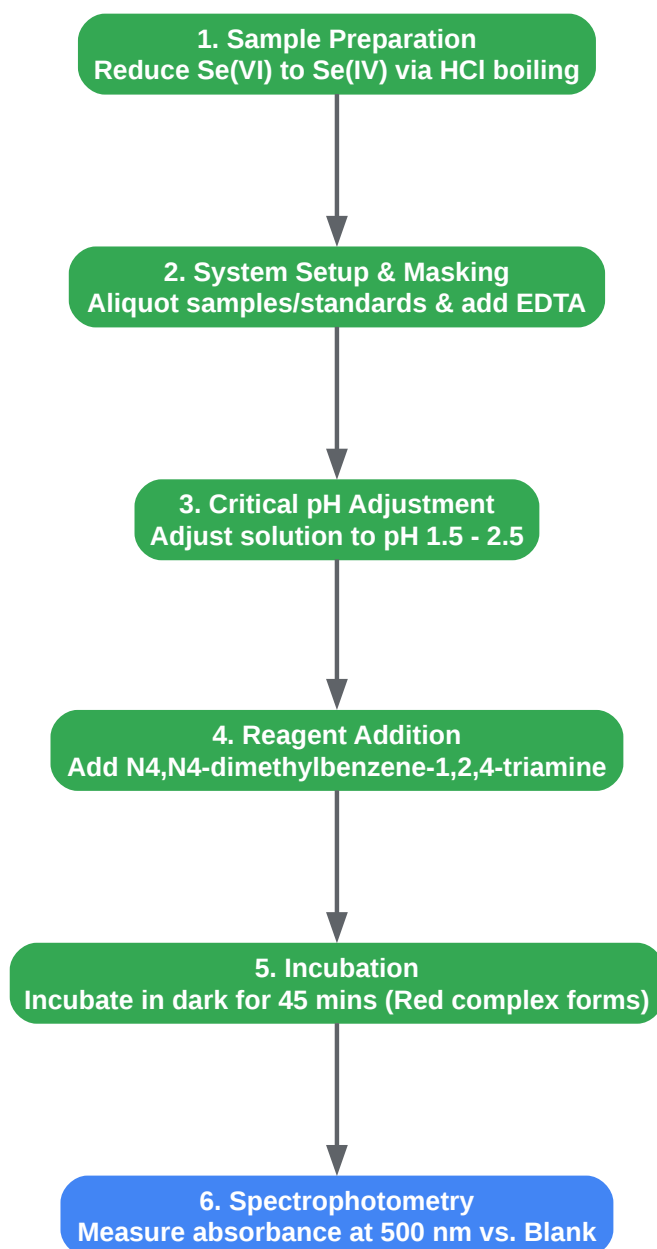 1. Sample Preparation
Reduce Se(VI) to Se(IV) via HCl boiling
2. System Setup & Masking
Aliquot samples/standards & add EDTA
3. Critical pH Adjustment
Adjust solution to pH 1.5 - 2.5
4. Reagent Addition
Add N4,N4-dimethylbenzene-1,2,4-triamine
5. Incubation
Incubate in dark for 45 mins (Red complex forms)
6. Spectrophotometry
Measure absorbance at 500 nm vs. Blank